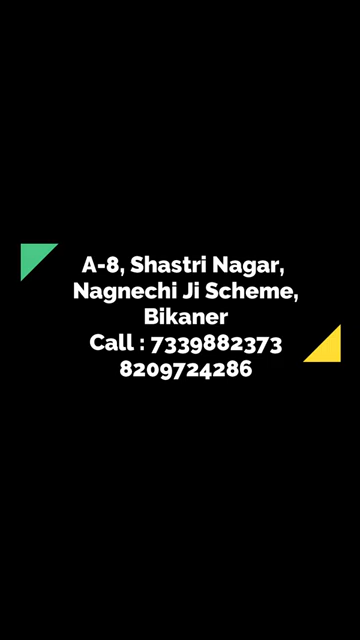 A-8, Shastri Nagar,
Nagnechi Ji Scheme,
Bikaner
Call : 7339882373
8209724286